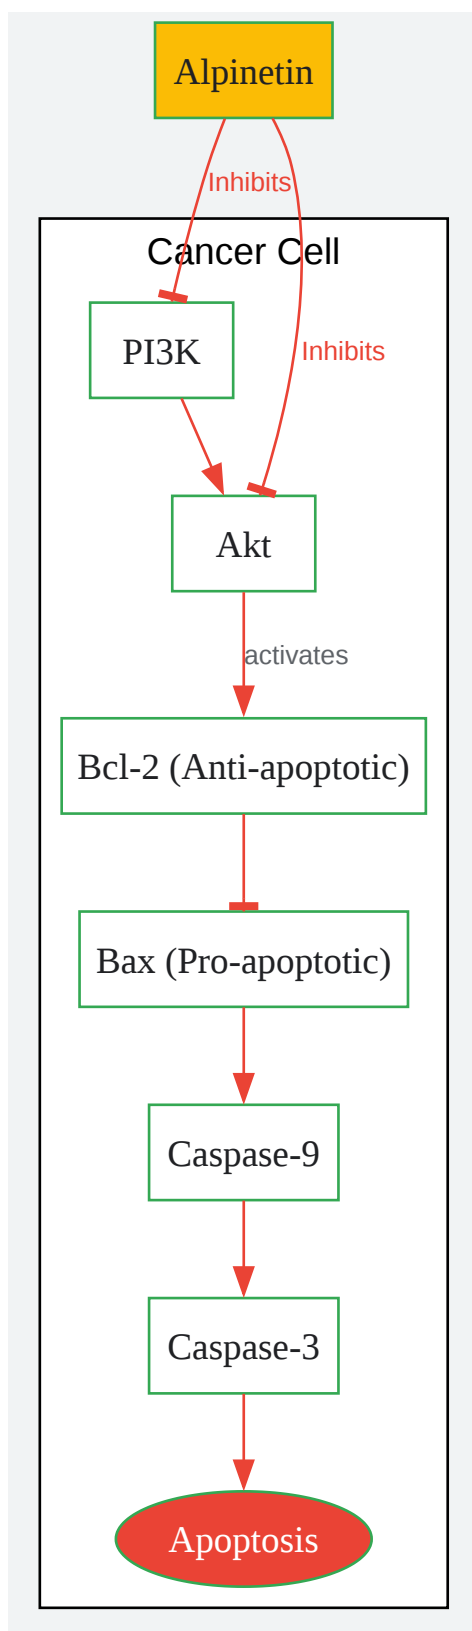 Alpinetin
Inhibits
Cancer Cell
PI3K
Inhibits
Akt
activates
Bcl-2 (Anti-apoptotic)
Bax (Pro-apoptotic)
Caspase-9
Caspase-3
Apoptosis